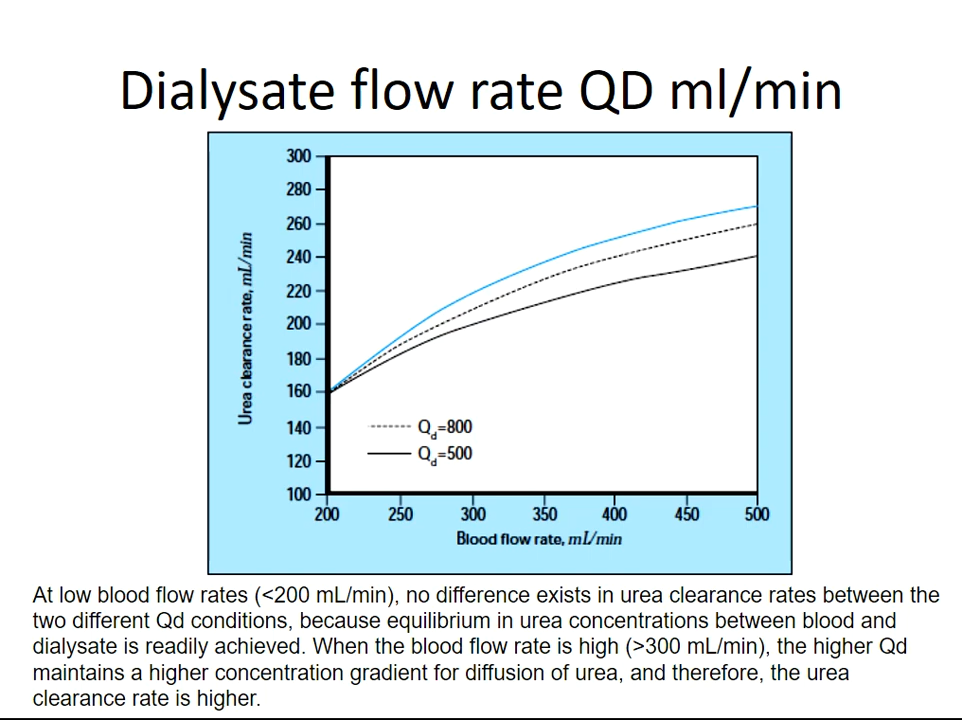 Dialysate flow rate QD ml/min
300
280
260
240
220
200
180
160
140
120
100
Urea clearance rate, mL/min
Qd=800
Qd=500
200 250 300 350 400 450 500
Blood flow rate, mL/min
At low blood flow rates (<200 mL/min), no difference exists in urea clearance rates between the
two different Qd conditions, because equilibrium in urea concentrations between blood and
dialysate is readily achieved. When the blood flow rate is high (>300 mL/min), the higher Qd
maintains a higher concentration gradient for diffusion of urea, and therefore, the urea
clearance rate is higher.